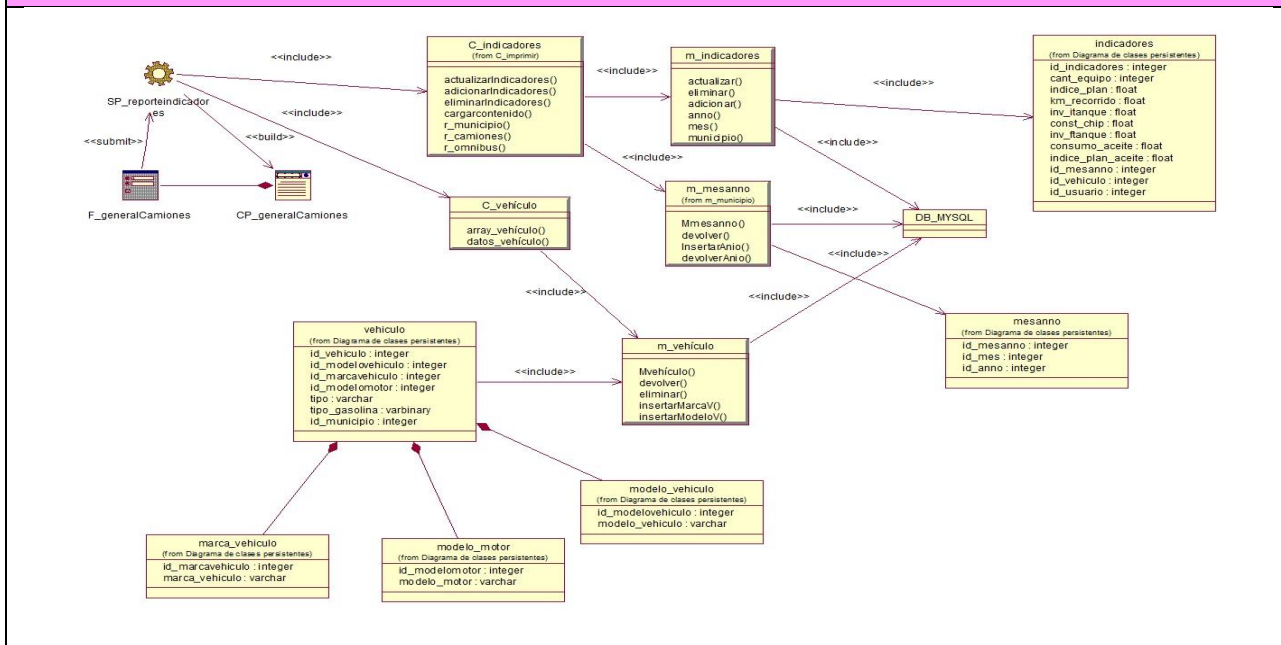 <<include>>
SP_reporteindicador
es
<<submit>>
<<build>>
<<include>>
F_generalCamiones
CP_generalCamiones
C_indicadores
(from C_imprimir)
actualizarIndicadores()
adicionarIndicadores()
eliminarIndicadores()
cargarcontenido()
r_municipio()
r_camiones()
r_omnibus()
<<include>>
m_indicadores
actualizar()
eliminar()
adicionar()
anno()
mes()
municipio()
<<include>>
<<include>>
indicadores
(from Diagrama de clases persistentes)
id_indicadores : integer
cant_equipo : integer
indice_plan : float
km_recorrido : float
inv_itanque : float
const_chip : float
inv_ftanque : float
consumo_aceite : float
indice_plan_aceite : float
id_mesanno : integer
id_vehiculo : integer
id_usuario : integer
<<include>>
m_mesanno
(from m_municipio)
Mmesanno()
devolver()
InsertarAnio()
devolverAnio()
<<include>>
<<include>>
DB_MYSQL
C_vehículo
array_vehículo()
datos_vehículo()
<<include>>
<<include>>
mesanno
(from Diagrama de clases persistentes)
id_mesanno : integer
id_mes : integer
id_anno : integer
vehiculo
(from Diagrama de clases persistentes)
id_vehiculo : integer
id_modelovehiculo : integer
id_marcavehiculo : integer
id_modelomotor : integer
tipo : varchar
tipo_gasolina : varbinary
id_municipio : integer
<<include>>
m_vehículo
Mvehículo()
devolver()
eliminar()
insertarMarcaV()
insertarModeloV()
modelo_vehiculo
(from Diagrama de clases persistentes)
id_modelovehiculo : integer
modelo_vehiculo : varchar
marca_vehiculo
(from Diagrama de clases persistentes)
id_marcavehiculo : integer
marca_vehiculo : varchar
modelo_motor
(from Diagrama de clases persistentes)
id_modelomotor : integer
modelo_motor : varchar